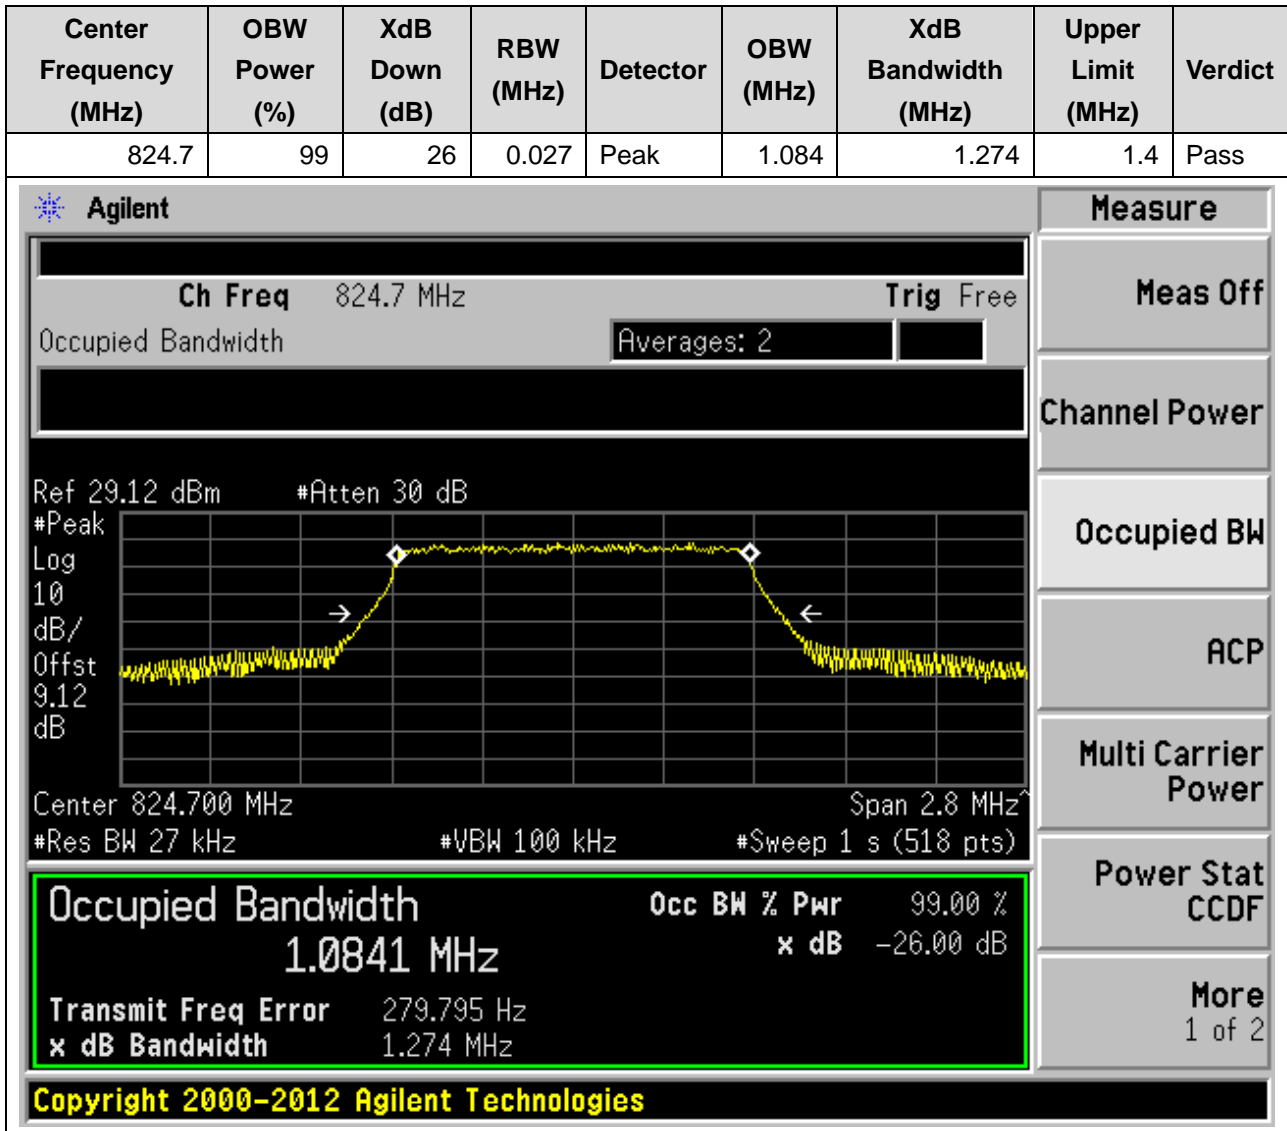 Center Frequency (MHz) OBW Power (%) XdB Down (dB) RBW (MHz) Detector OBW (MHz) XdB Bandwidth (MHz) Upper Limit (MHz) Verdict
824.7 99 26 0.027 Peak 1.084 1.274 1.4 Pass
Agilent
Measure
Ch Freq 824.7 MHz Trig Free
Meas Off
Occupied Bandwidth Averages: 2
Channel Power
Ref 29.12 dBm #Atten 30 dB
#Peak
Log
10
dB/
Offst
9.12
dB
Occupied BW
ACP
Multi Carrier
Power
Center 824.700 MHz Span 2.8 MHz^
#Res BW 27 kHz #VBW 100 kHz #Sweep 1 s (518 pts)
Power Stat
CCDF
Occupied Bandwidth Occ BW % Pwr 99.00 %
1.0841 MHz x dB -26.00 dB
Transmit Freq Error 279.795 Hz
x dB Bandwidth 1.274 MHz
More
1 of 2
Copyright 2000-2012 Agilent Technologies